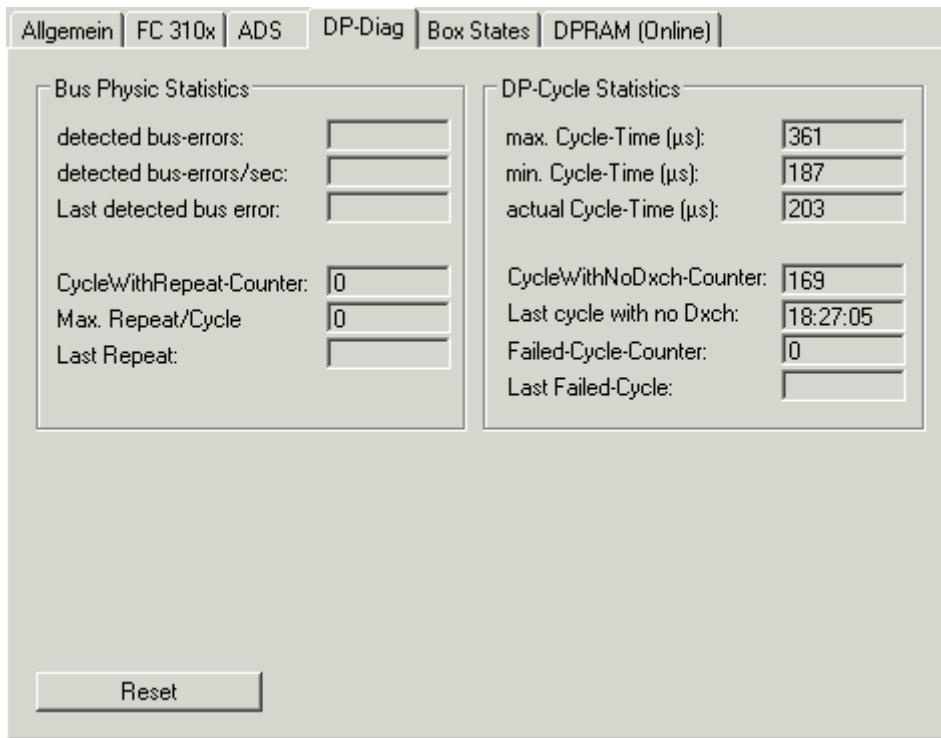 Allgemein FC 310x ADS DP-Diag Box States DPRAM (Online)
Bus Physic Statistics
detected bus-errors:
detected bus-errors/sec:
Last detected bus error:
CycleWithRepeat-Counter: 0
Max. Repeat/Cycle 0
Last Repeat:
DP-Cycle Statistics
max. Cycle-Time (µs): 361
min. Cycle-Time (µs): 187
actual Cycle-Time (µs): 203
CycleWithNoDxch-Counter: 169
Last cycle with no Dxch: 18:27:05
Failed-Cycle-Counter: 0
Last Failed-Cycle:
Reset